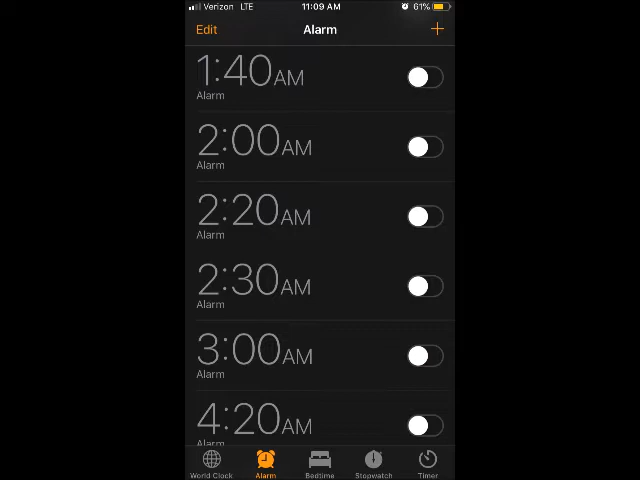 Verizon LTE 11:09 AM 61%
Edit Alarm +
1:40AM
Alarm
2:00AM
Alarm
2:20AM
Alarm
2:30AM
Alarm
3:00AM
Alarm
4:20AM
Alarm
World Clock Alarm Bedtime Stopwatch Timer